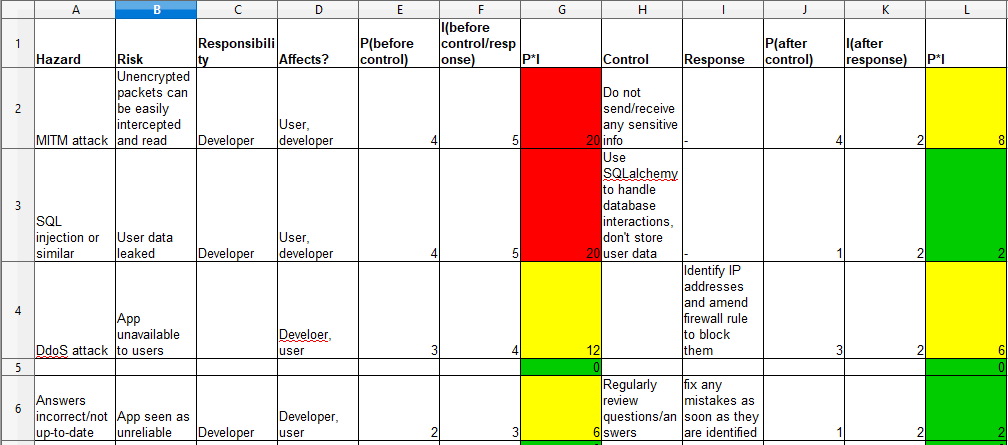 A B C D E F G H I J K L
1 Hazard Risk Responsibili
ty Affects? P(before
control) I(before
control/resp
onse) P*I Control Response P(after
control) I(after
response) P*I
2 MITM attack Unencrypted
packets can
be easily
intercepted
and read Developer User,
developer 4 5 20 Do not
send/receive
any sensitive
info - 4 2 8
3 SQL
injection or
similar User data
leaked Developer User,
developer 4 5 20 Use
SQLalchemy
to handle
database
interactions,
don't store
user data - 1 2 2
4 DdoS attack App
unavailable
to users Develoer,
user 3 4 12 Identify IP
addresses
and amend
firewall rule
to block
them 3 2 6
5 0 0
6 Answers
incorrect/not
up-to-date App seen as
unreliable Developer Developer,
user 2 3 6 Regularly
review
questions/an
swers fix any
mistakes as
soon as they
are identified 1 2 2